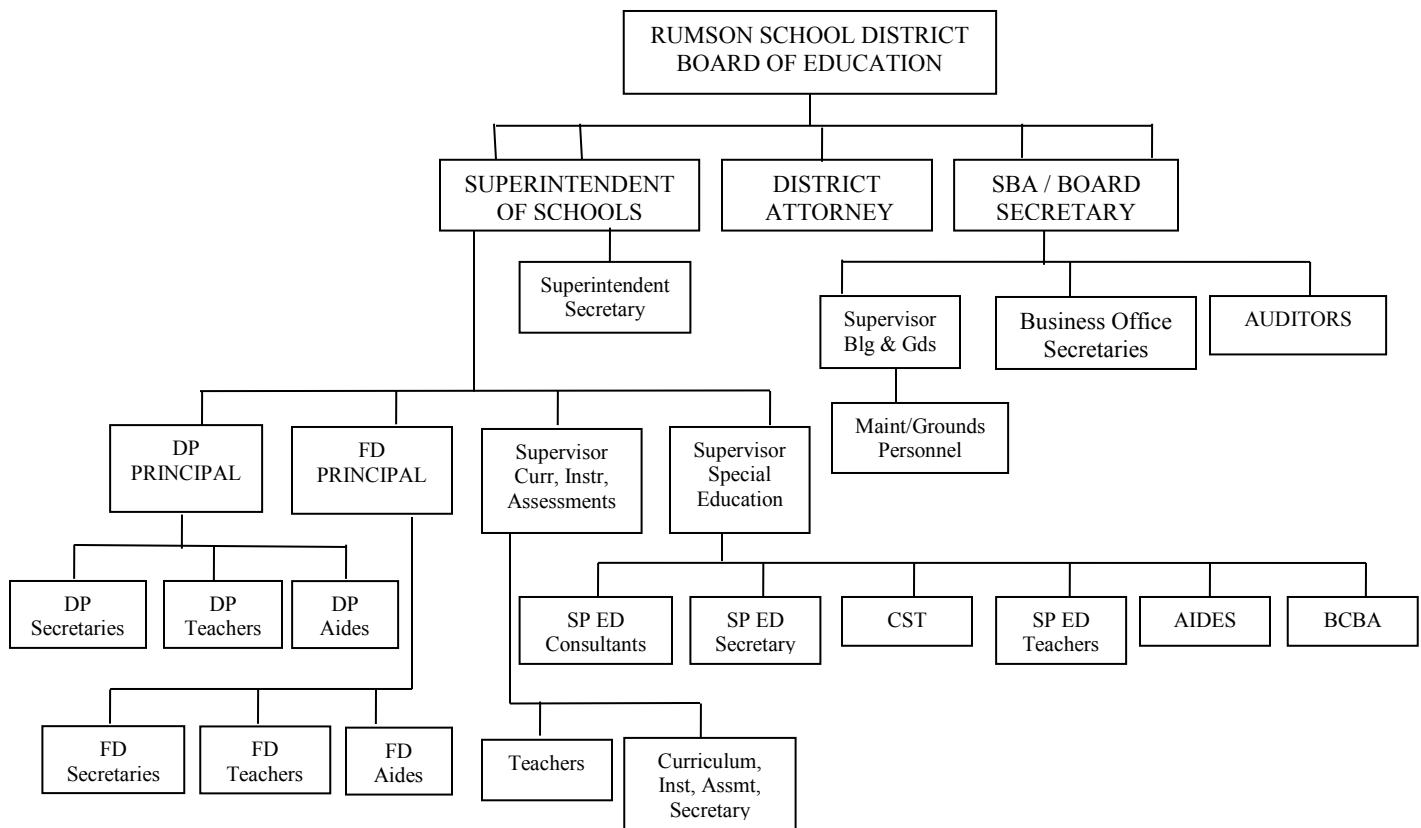 RUMSON SCHOOL DISTRICT
BOARD OF EDUCATION
SUPERINTENDENT
OF SCHOOLS
DISTRICT
ATTORNEY
SBA / BOARD
SECRETARY
Superintendent
Secretary
Supervisor
Blg & Gds
Business Office
Secretaries
AUDITORS
Maint/Grounds
Personnel
DP
PRINCIPAL
FD
PRINCIPAL
Supervisor
Curr, Instr,
Assessments
Supervisor
Special
Education
DP
Secretaries
DP
Teachers
DP
Aides
SP ED
Consultants
SP ED
Secretary
CST
SP ED
Teachers
AIDES
BCBA
FD
Secretaries
FD
Teachers
FD
Aides
Teachers
Curriculum,
Inst, Assmt,
Secretary